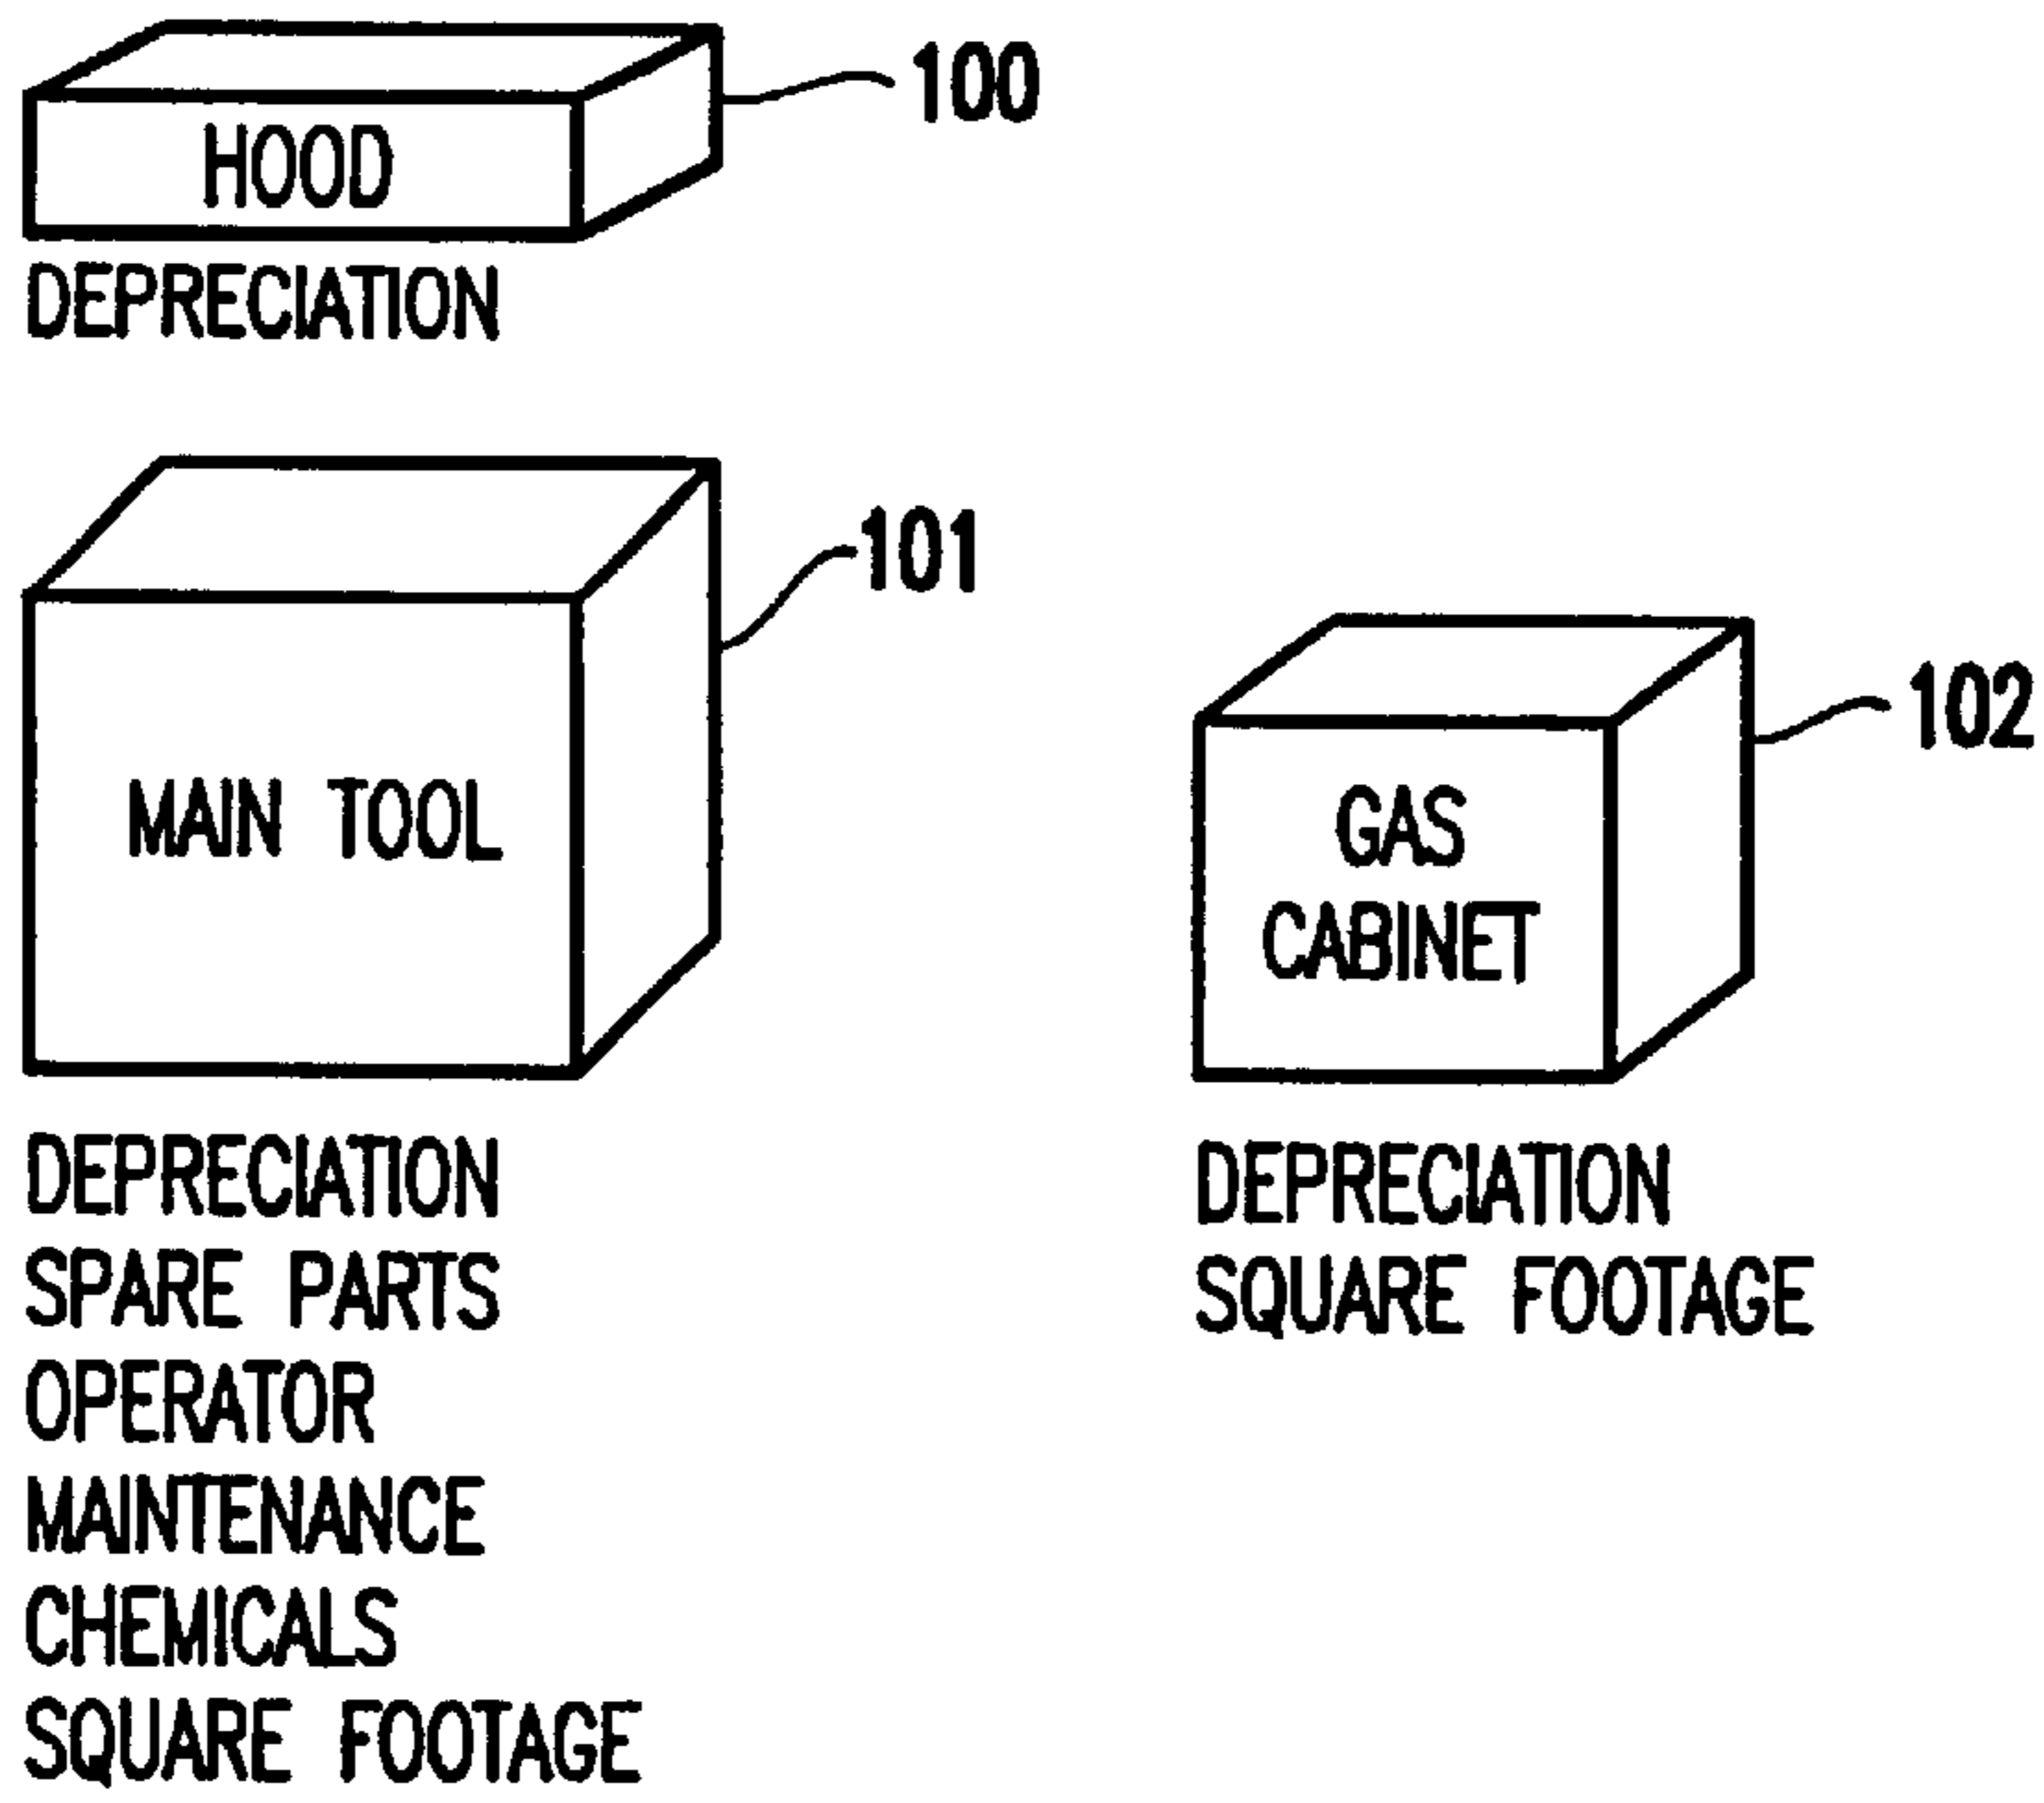 100
HOOD
DEPRECIATION
101
MAIN TOOL
DEPRECIATION
SPARE PARTS
OPERATOR
MAINTENANCE
CHEMICALS
SQUARE FOOTAGE
102
GAS
CABINET
DEPRECIATION
SQUARE FOOTAGE